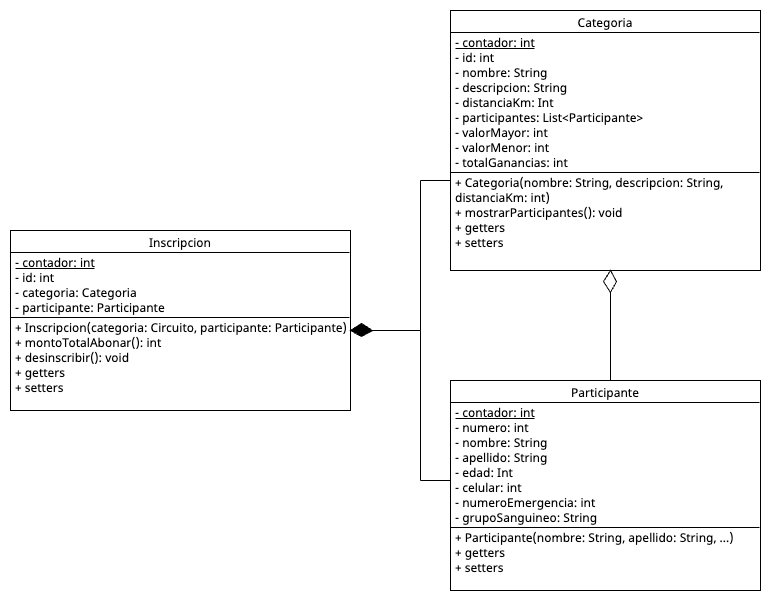 Categoria
- contador: int
- id: int
- nombre: String
- descripcion: String
- distanciaKm: Int
- participantes: List<Participante>
- valorMayor: int
- valorMenor: int
- totalGanancias: int
+ Categoria(nombre: String, descripcion: String,
distanciaKm: int)
+ mostrarParticipantes(): void
+ getters
+ setters
Inscripcion
- contador: int
- id: int
- categoria: Categoria
- participante: Participante
+ Inscripcion(categoria: Circuito, participante: Participante)
+ montoTotalAbonar(): int
+ desinscribir(): void
+ getters
+ setters
Participante
- contador: int
- numero: int
- nombre: String
- apellido: String
- edad: Int
- celular: int
- numeroEmergencia: int
- grupoSanguineo: String
+ Participante(nombre: String, apellido: String, ...)
+ getters
+ setters